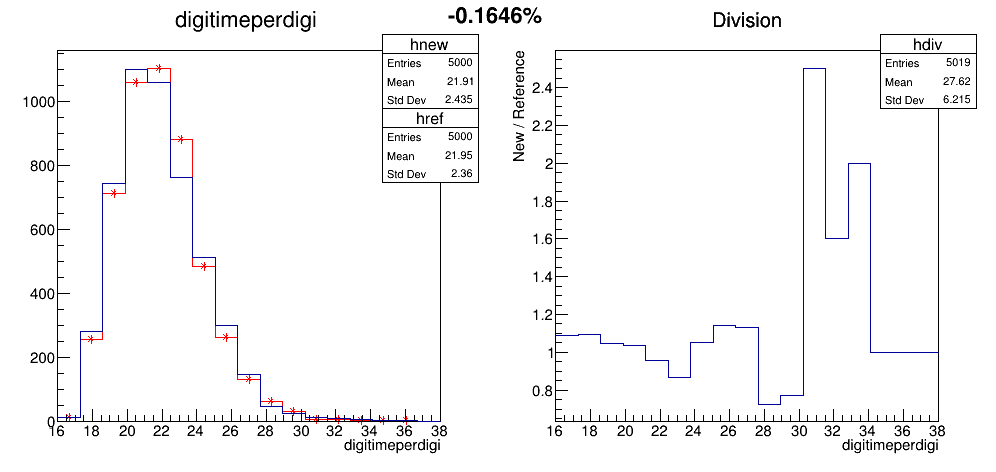 -0.1646%
digitimeperdigi
hnew
Entries 5000
Mean 21.91
Std Dev 2.435
href
Entries 5000
Mean 21.95
Std Dev 2.36
1000
800
600
400
200
0
16 18 20 22 24 26 28 30 32 34 36 38
digitimeperdigi
Division
hdiv
Entries 5019
Mean 27.62
Std Dev 6.215
New / Reference
2.4
2.2
2
1.8
1.6
1.4
1.2
1
0.8
16 18 20 22 24 26 28 30 32 34 36 38
digitimeperdigi